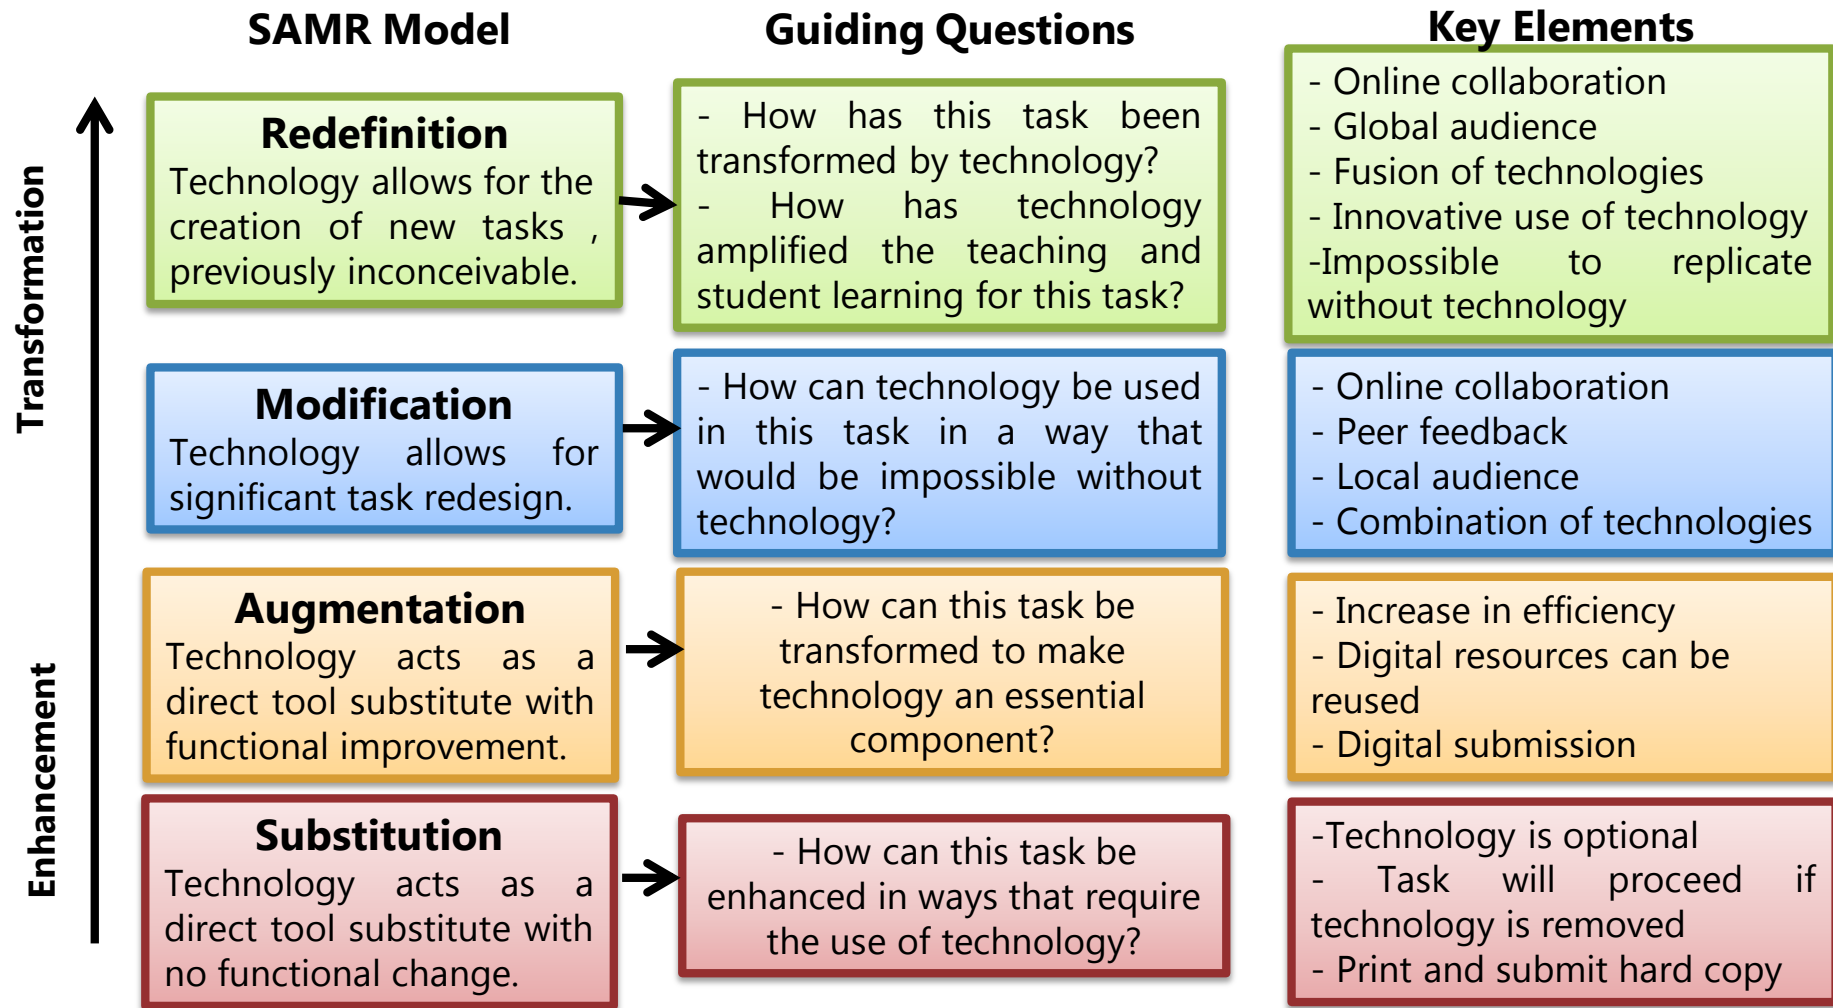 SAMR Model
Guiding Questions
Key Elements
Transformation
Enhancement
Redefinition
Technology allows for the
creation of new tasks ,
previously inconceivable.
- How has this task been
transformed by technology?
- How has technology
amplified the teaching and
student learning for this task?
- Online collaboration
- Global audience
- Fusion of technologies
- Innovative use of technology
-Impossible to replicate
without technology
Modification
Technology allows for
significant task redesign.
- How can technology be used
in this task in a way that
would be impossible without
technology?
- Online collaboration
- Peer feedback
- Local audience
- Combination of technologies
Augmentation
Technology acts as a
direct tool substitute with
functional improvement.
- How can this task be
transformed to make
technology an essential
component?
- Increase in efficiency
- Digital resources can be
reused
- Digital submission
Substitution
Technology acts as a
direct tool substitute with
no functional change.
- How can this task be
enhanced in ways that require
the use of technology?
-Technology is optional
- Task will proceed if
technology is removed
- Print and submit hard copy